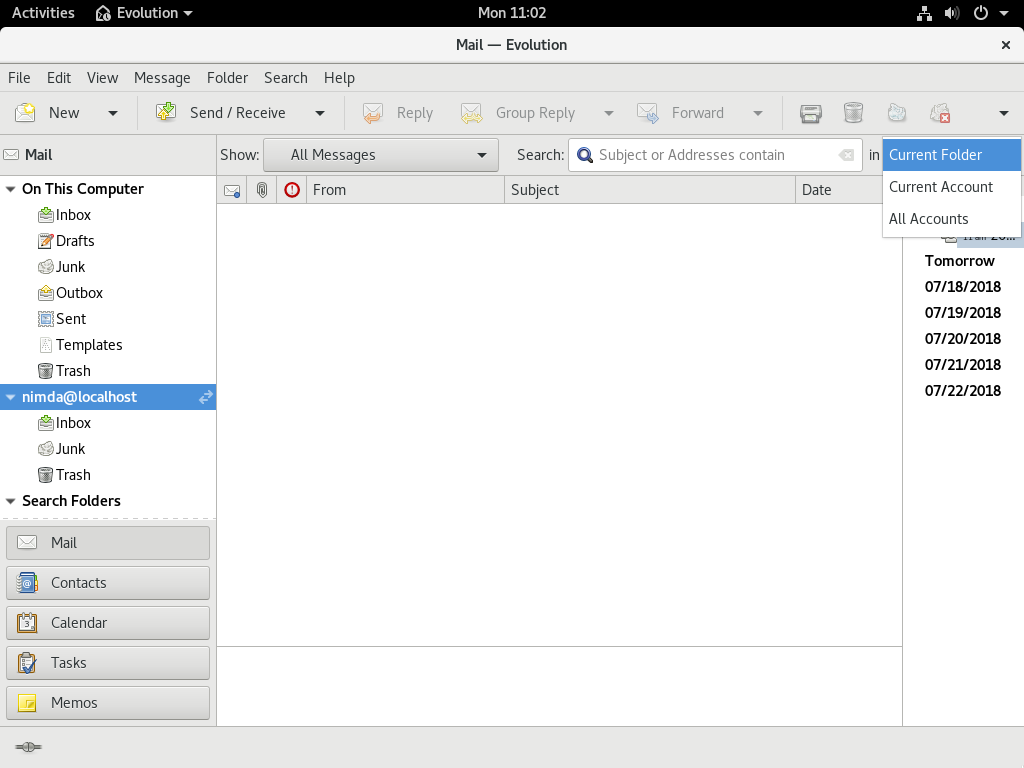 Activities Evolution Mon 11:02
Mail — Evolution
File Edit View Message Folder Search Help
New Send / Receive Reply Group Reply Forward
Mail Show: All Messages Search: Subject or Addresses contain in Current Folder
Current Account
All Accounts
From Subject Date
On This Computer
Inbox
Drafts
Junk
Outbox
Sent
Templates
Trash
nimda@localhost
Inbox
Junk
Trash
Search Folders
Tomorrow
07/18/2018
07/19/2018
07/20/2018
07/21/2018
07/22/2018
Mail
Contacts
Calendar
Tasks
Memos